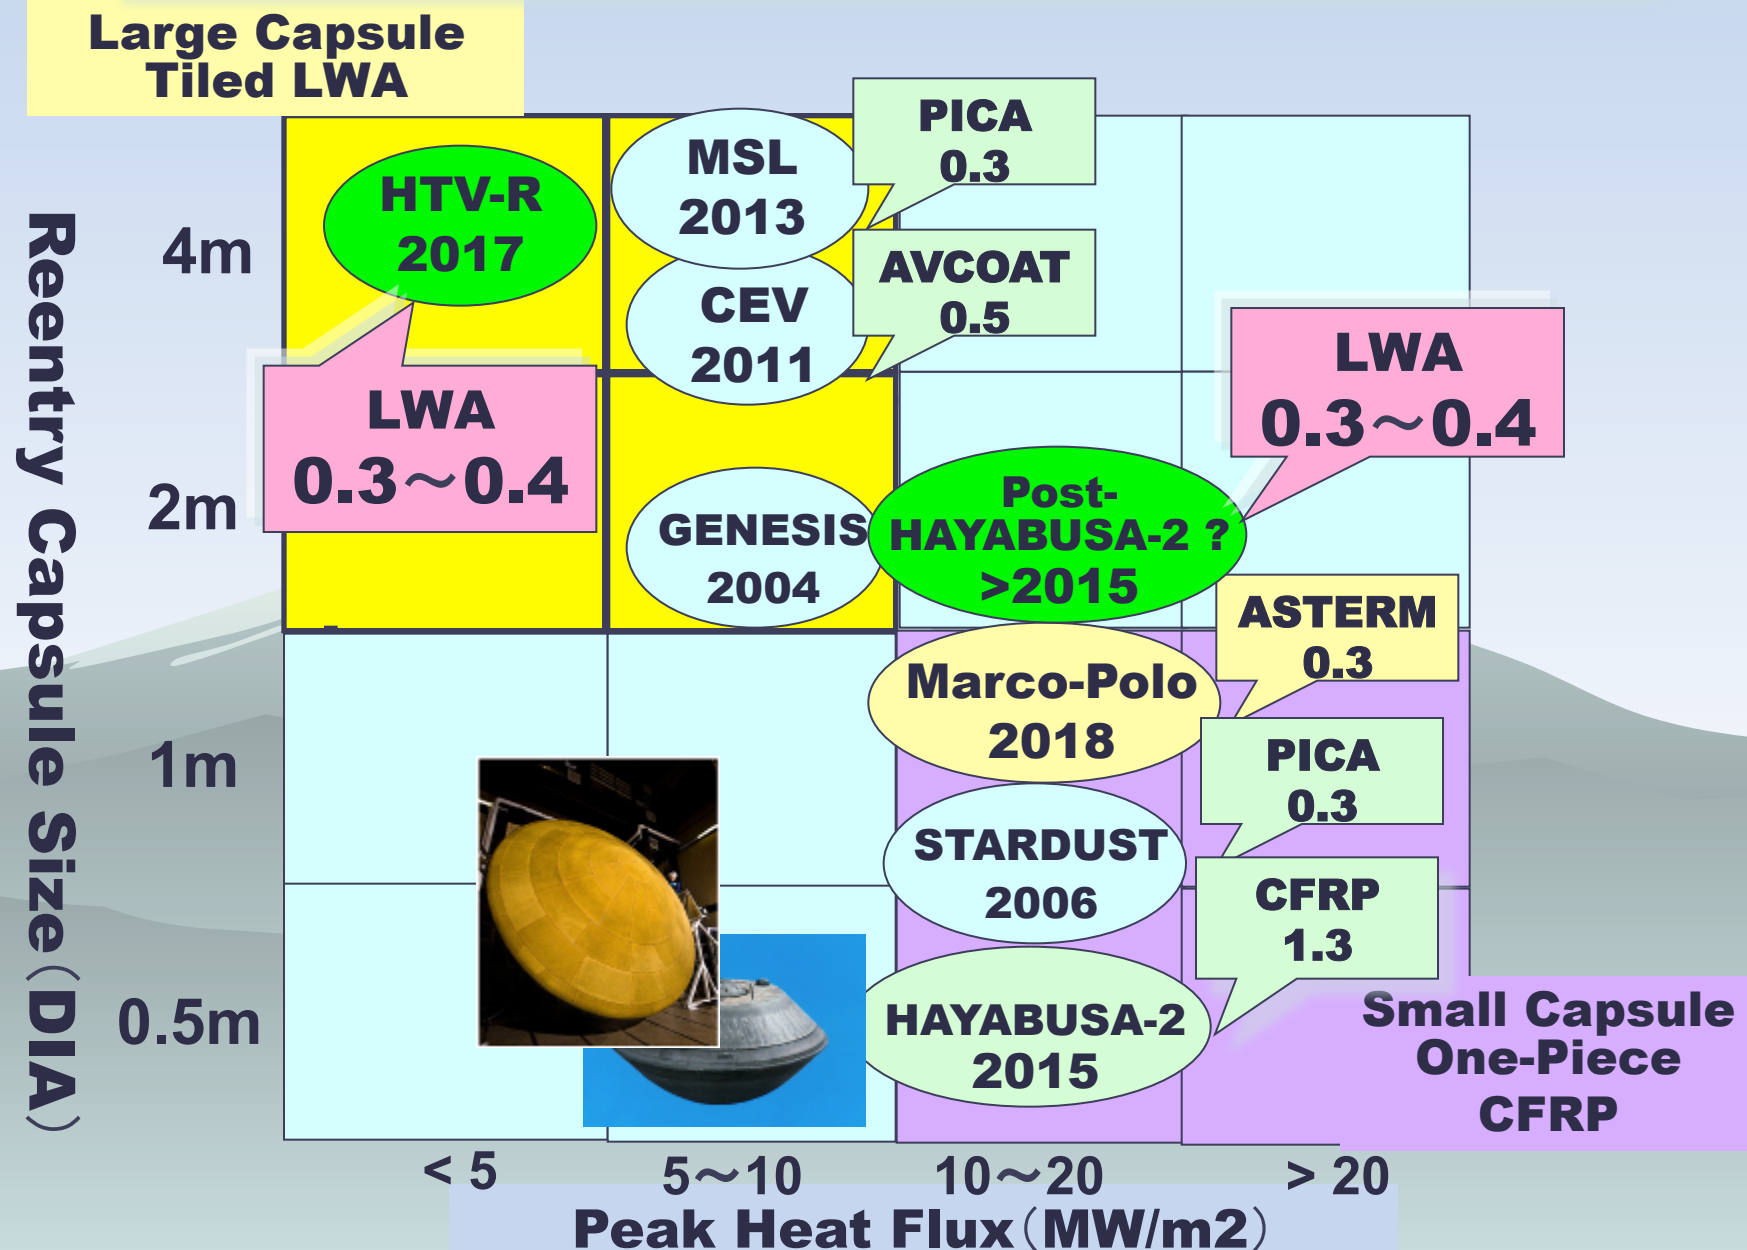 Large Capsule
Tiled LWA
PICA
0.3
MSL
2013
HTV-R
2017
AVCOAT
0.5
CEV
2011
4m
LWA
0.3～0.4
LWA
0.3～0.4
2m
GENESIS
2004
Post-
HAYABUSA-2 ?
>2015
ASTERM
0.3
Marco-Polo
2018
1m
PICA
0.3
STARDUST
2006
CFRP
1.3
0.5m
HAYABUSA-2
2015
Small Capsule
One-Piece
CFRP
Reentry Capsule Size（DIA）
< 5
5～10
10～20
> 20
Peak Heat Flux（MW/m2）